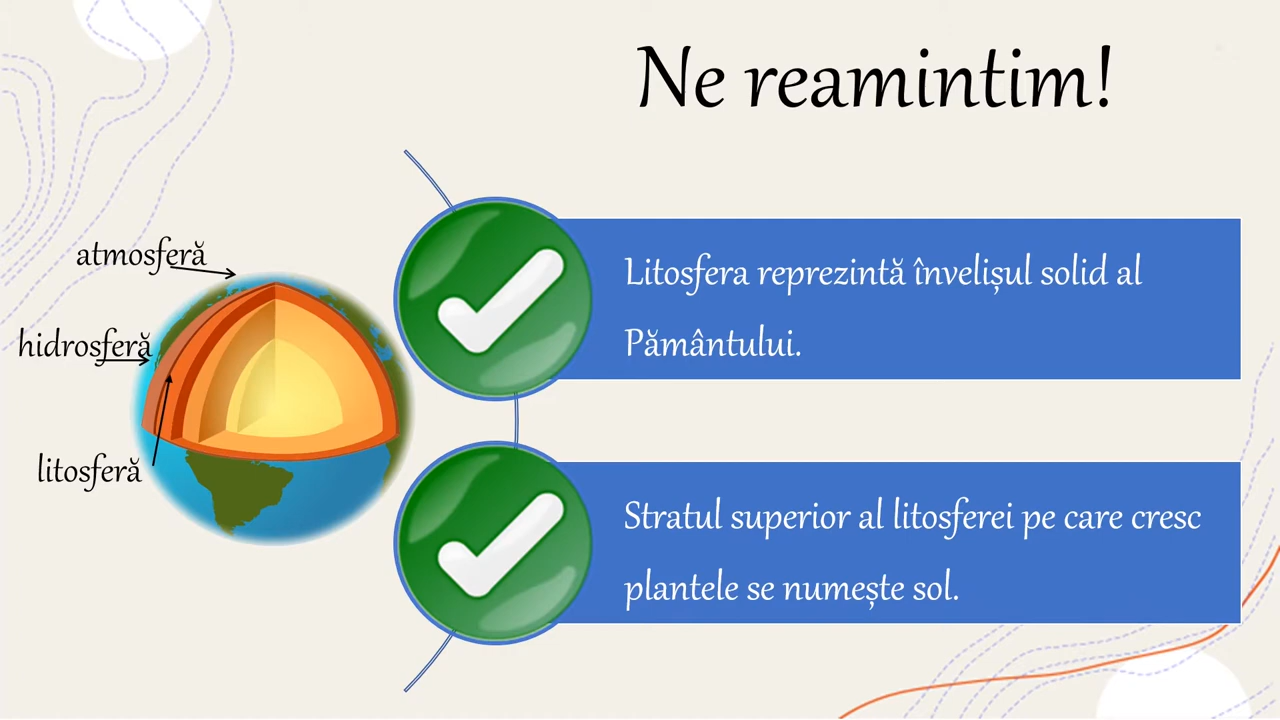 Ne reamintim!
atmosferă
hidrosferă
litosferă
Litosfera reprezintă învelișul solid al
Pământului.
Stratul superior al litosferei pe care cresc
plantele se numește sol.